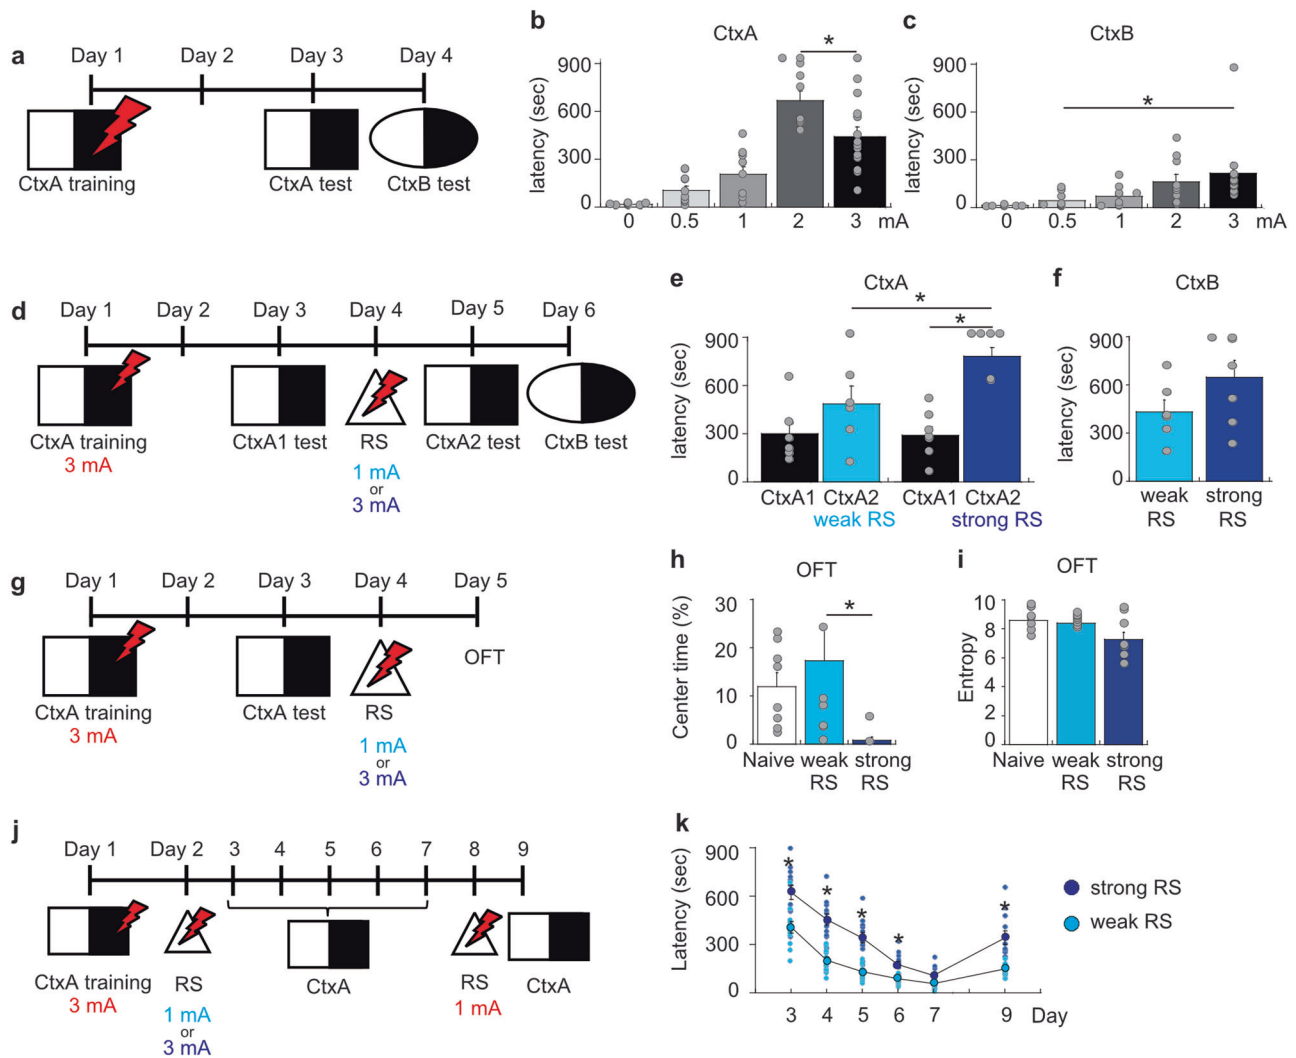 a
Day 1 Day 2 Day 3 Day 4
CtxA training CtxA test CtxB test
b
CtxA
latency (sec)
900
600
300
*
0 0.5 1 2 3 mA
c
CtxB
latency (sec)
900
600
300
0
*
0 0.5 1 2 3 mA
d
Day 1 Day 2 Day 3 Day 4 Day 5 Day 6
CtxA training CtxA1 test RS CtxA2 test CtxB test
3 mA
1 mA
or
3 mA
e
CtxA
latency (sec)
900
600
300
0
*
*
CtxA1 CtxA2 CtxA1 CtxA2
weak RS strong RS
f
CtxB
latency (sec)
900
600
300
0
weak strong
RS RS
g
Day 1 Day 2 Day 3 Day 4 Day 5
OFT
CtxA training CtxA test RS
3 mA
1 mA
or
3 mA
h
OFT
Center time (%)
30
20
10
0
*
Naive weak strong
RS RS
i
OFT
Entropy
10
8
6
4
2
0
Naive weak strong
RS RS
j
Day 1 Day 2 3 4 5 6 7 8 9
CtxA training RS CtxA RS CtxA
3 mA
1 mA
or
3 mA
1 mA
k
Latency (sec)
900
600
300
0
* * * * *
3 4 5 6 7 9 Day
strong RS
weak RS